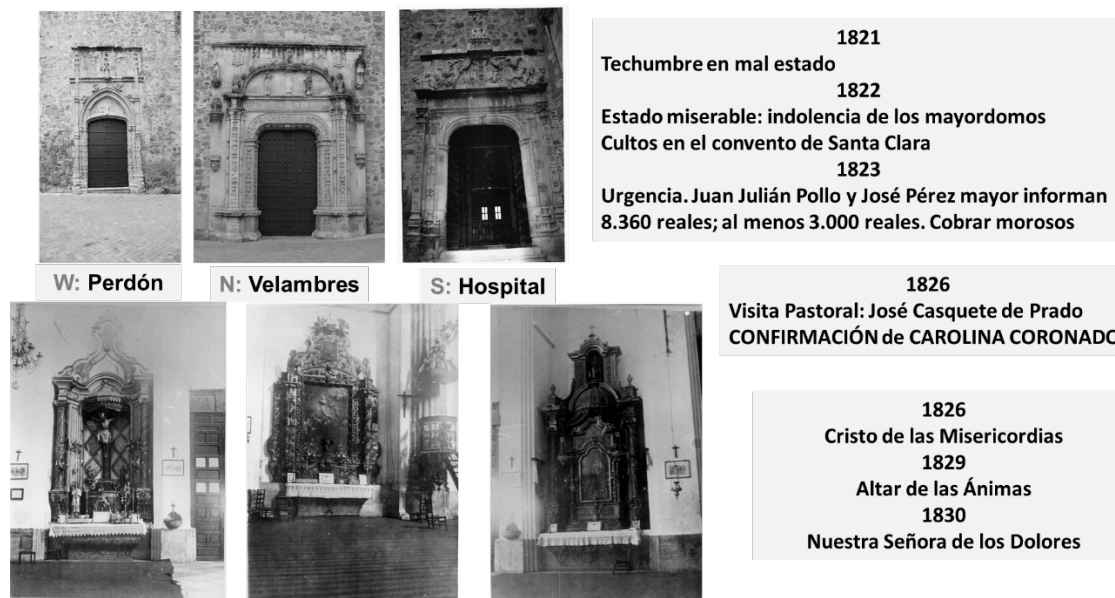 W: Perdón
N: Velambres
S: Hospital
1821
Techumbre en mal estado
1822
Estado miserable: indolencia de los mayordomos
Cultos en el convento de Santa Clara
1823
Urgencia. Juan Julián Pollo y José Pérez mayor informan
8.360 reales; al menos 3.000 reales. Cobrar morosos
1826
Visita Pastoral: José Casquete de Prado
CONFIRMACIÓN de CAROLINA CORONADO
1826
Cristo de las Misericordias
1829
Altar de las Ánimas
1830
Nuestra Señora de los Dolores